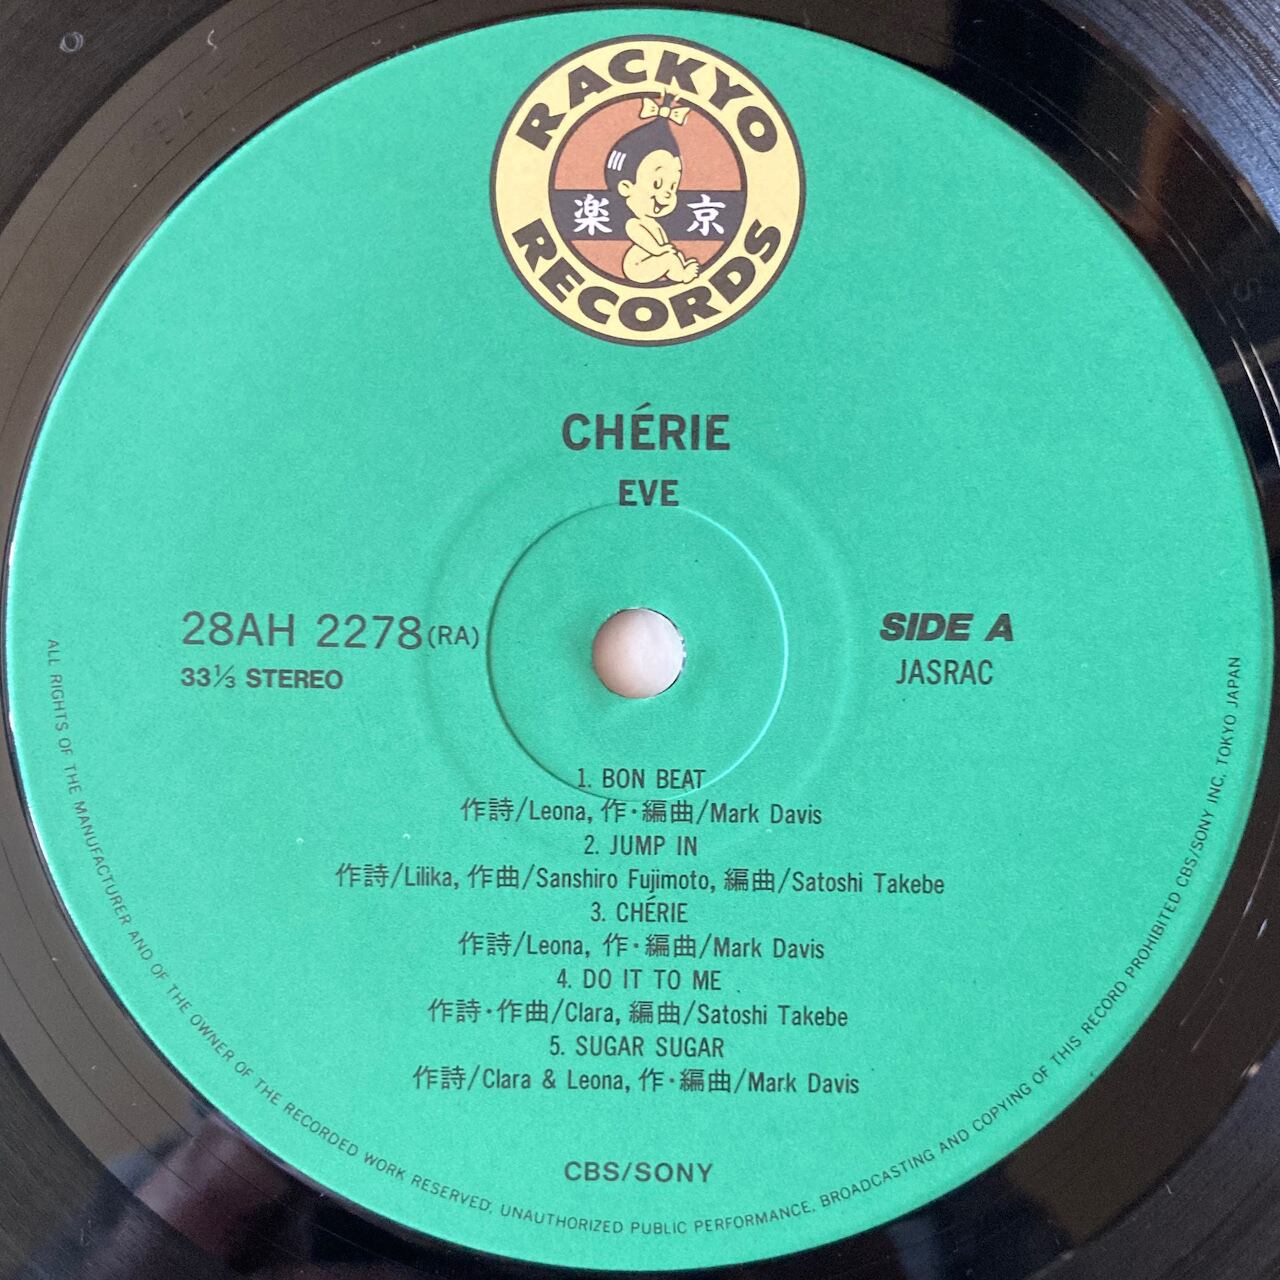 RACKYO
楽 京
RECORDS
CHÉRIE
EVE
28AH 2278(RA)
33⅓ STEREO
SIDE A
JASRAC
1. BON BEAT
作詩/Leona, 作・編曲/Mark Davis
2. JUMP IN
作詩/Lilika, 作曲/Sanshiro Fujimoto, 編曲/Satoshi Takebe
3. CHÉRIE
作詩/Leona, 作・編曲/Mark Davis
4. DO IT TO ME
作詩・作曲/Clara, 編曲/Satoshi Takebe
5. SUGAR SUGAR
作詩/Clara & Leona, 作・編曲/Mark Davis
CBS/SONY
ALL RIGHTS OF THE MANUFACTURER AND OF THE OWNER OF THE RECORDED WORK RESERVED, UNAUTHORIZED PUBLIC PERFORMANCE, BROADCASTING AND COPYING OF THIS RECORD PROHIBITED CBS/SONY INC. TOKYO JAPAN